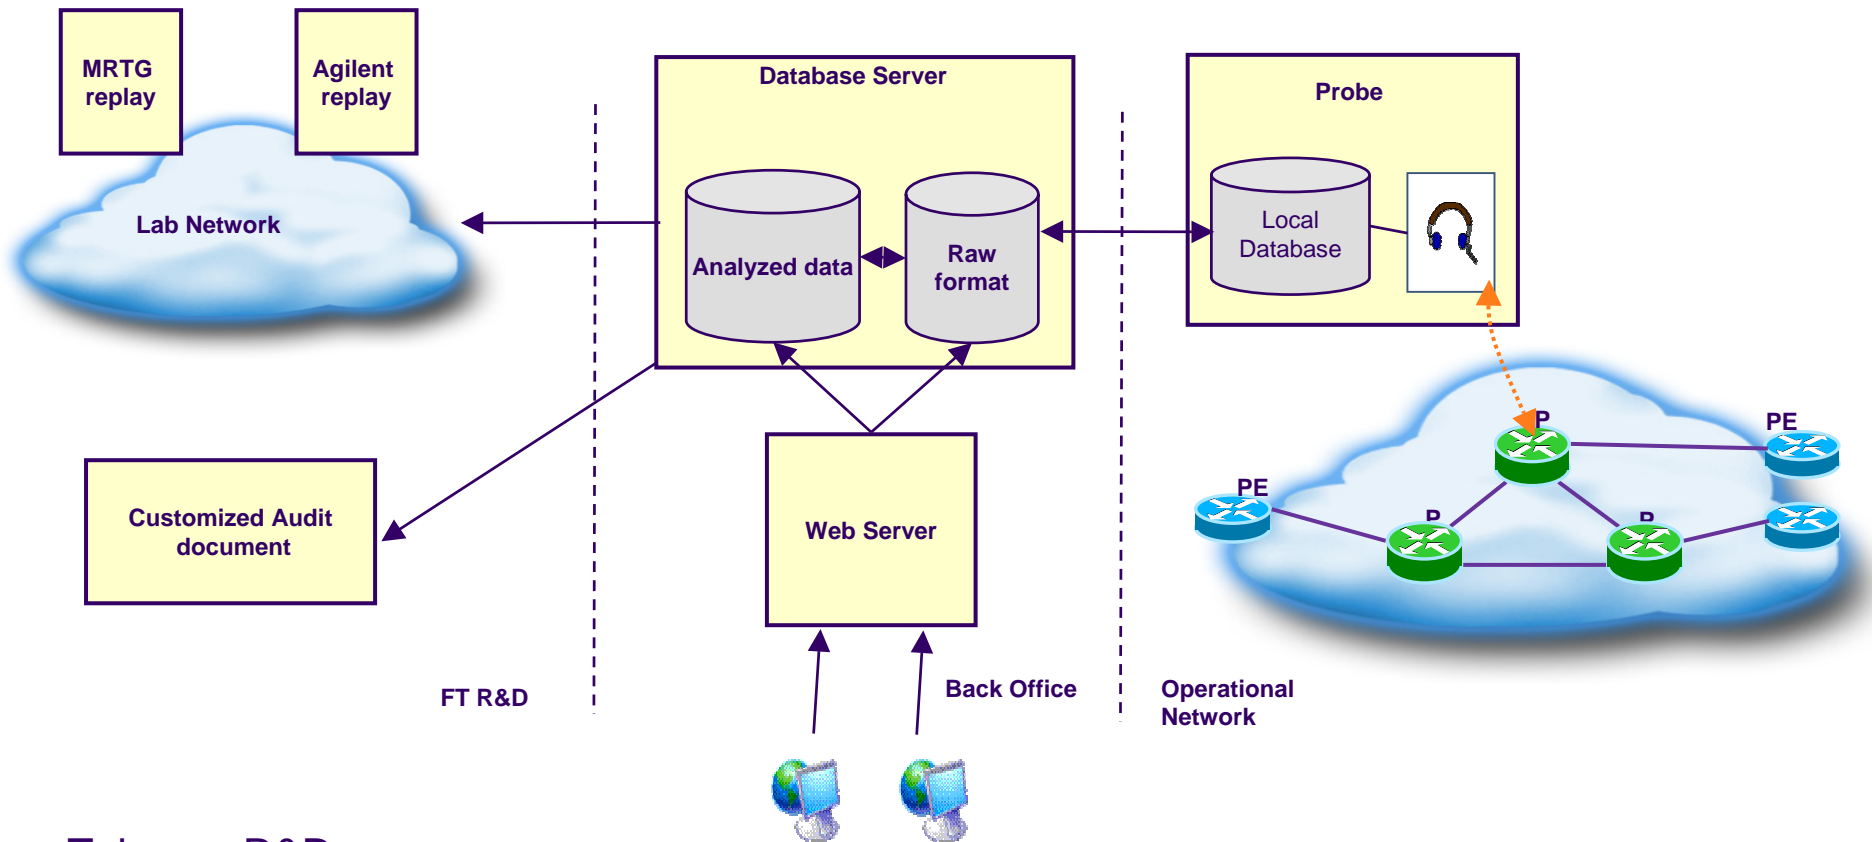 MRTG
replay
Agilent
replay
Lab Network
Database Server
Analyzed data
Raw
format
Probe
Local
Database
Customized Audit
document
Web Server
P
PE
PE
P
FT R&D
Back Office
Operational
Network